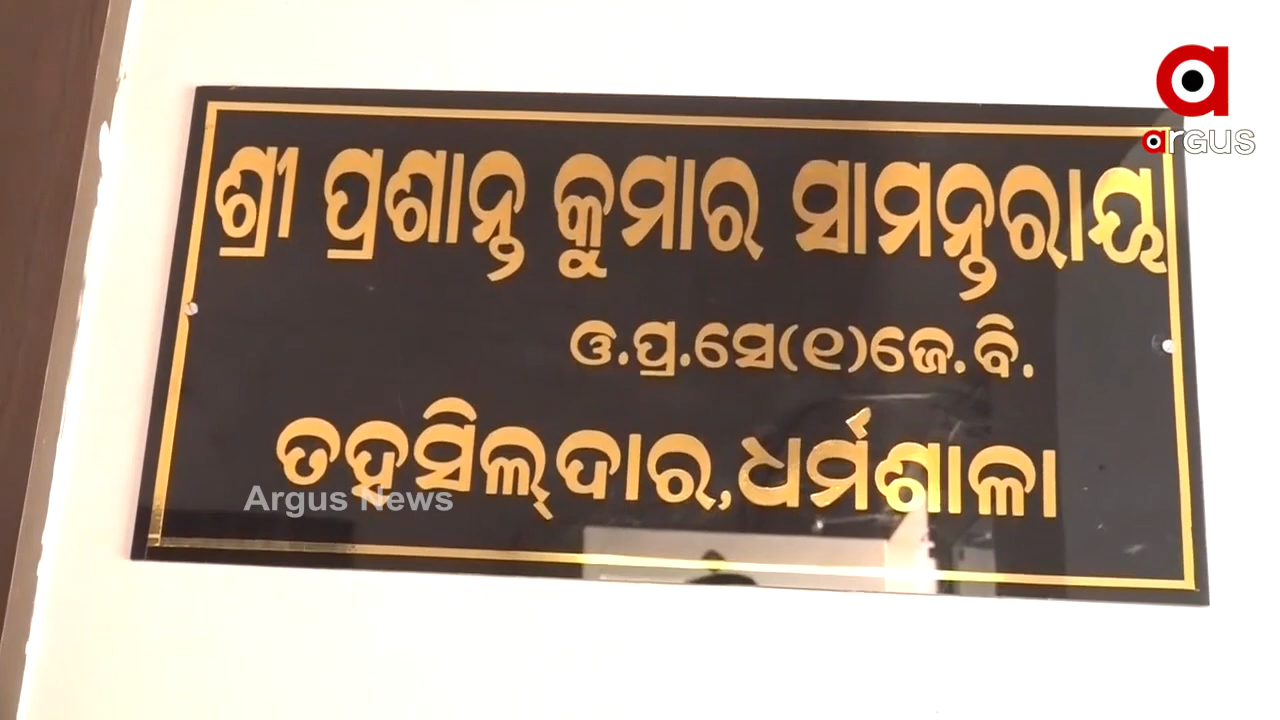 argus
ଶ୍ରୀ ପ୍ରଶାନ୍ତ କୁମାର ସାମନ୍ତରାୟ
ଓ.ପ୍ର.ସେ(୧)ଜେ.ବି.
ତହସିଲ୍‌ଦାର,ଧର୍ମଶାଳା
Argus News